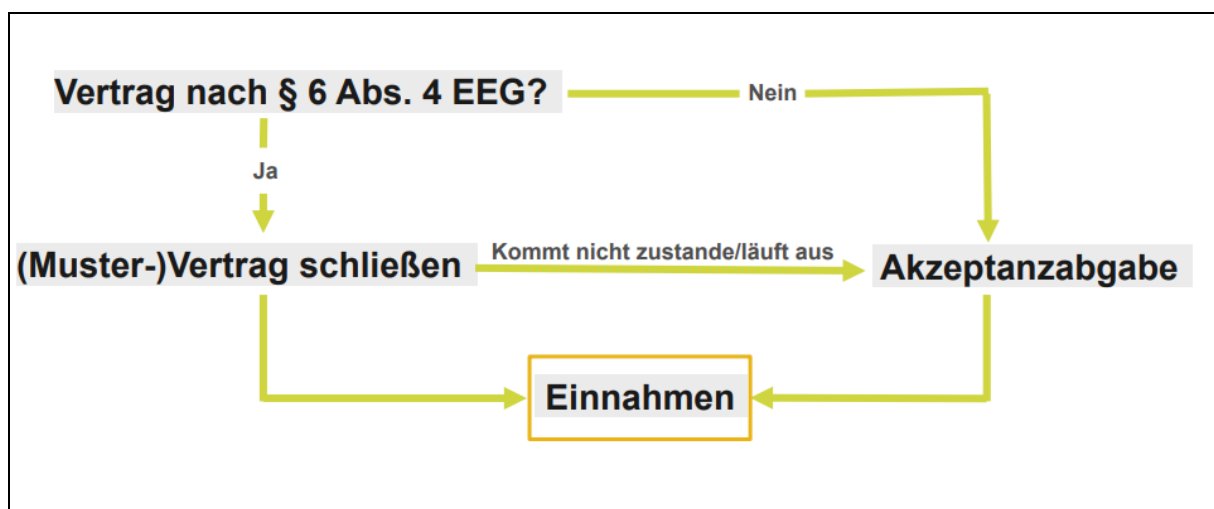 Vertrag nach § 6 Abs. 4 EEG?
Nein
Ja
(Muster-)Vertrag schließen
Kommt nicht zustande/läuft aus
Akzeptanzabgabe
Einnahmen